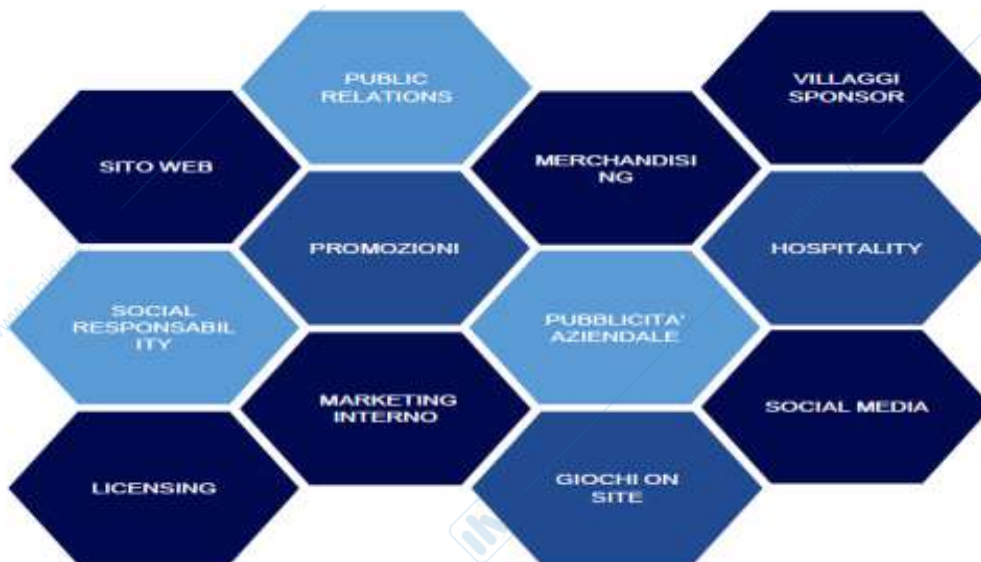 PUBLIC
RELATIONS
VILLAGGI
SPONSOR
SITO WEB
MERCHANDISI
NG
PROMOZIONI
HOSPITALITY
SOCIAL
RESPONSABIL
ITY
PUBBLICITA'
AZIENDALE
MARKETING
INTERNO
SOCIAL MEDIA
LICENSING
GIOCHI ON
SITE